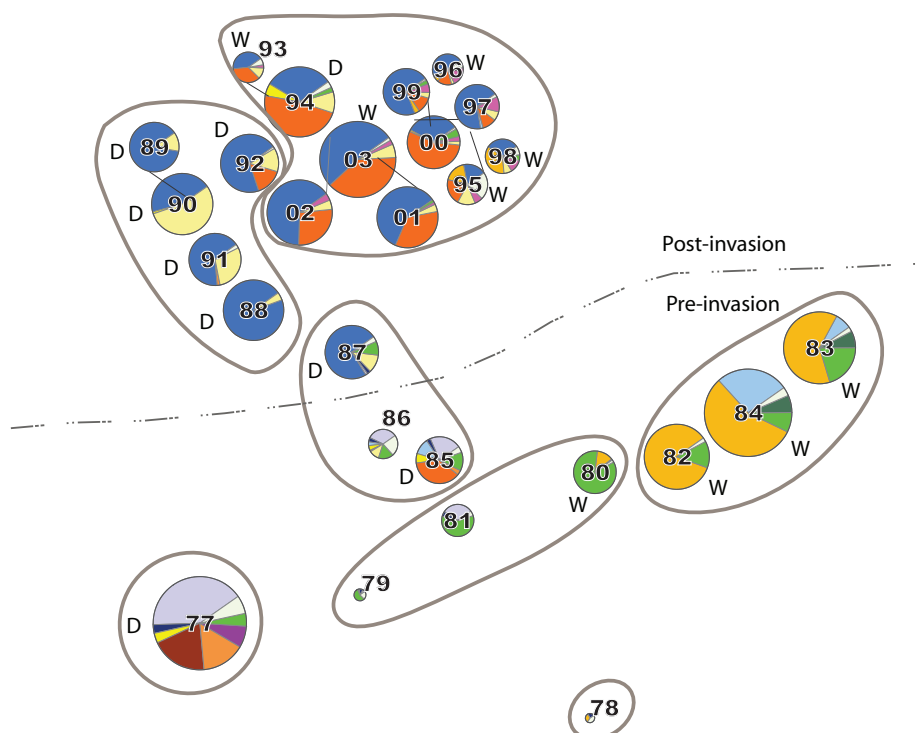 W 93
D
94
W
03
99
96 W
97
00
98 W
95
W
02
01
D 89
D
92
D 90
D 91
88
D
Post-invasion
Pre-invasion
87
D
86
85
D
83
W
84
W
82
W
80
W
81
79
D 77
78